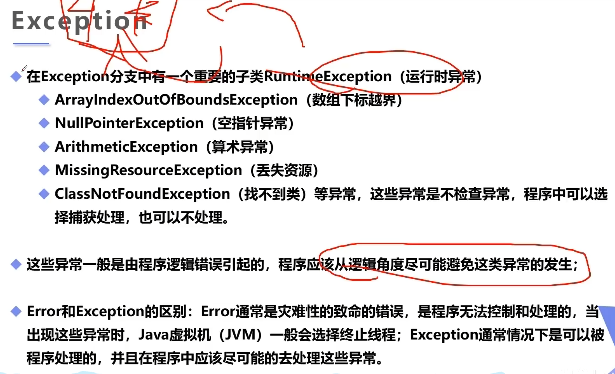 Exception
在Exception分支中有一个重要的子类RuntimeException（运行时异常）
ArrayIndexOutOfBoundsException（数组下标越界）
NullPointerException（空指针异常）
ArithmeticException（算术异常）
MissingResourceException（丢失资源）
ClassNotFoundException（找不到类）等异常，这些异常是不检查异常，程序中可以选
择捕获处理，也可以不处理。
这些异常一般是由程序逻辑错误引起的，程序应该从逻辑角度尽可能避免这类异常的发生；
Error和Exception的区别：Error通常是灾难性的致命的错误，是程序无法控制和处理的，当
出现这些异常时，Java虚拟机（JVM）一般会选择终止线程；Exception通常情况下是可以被
程序处理的，并且在程序中应该尽可能的去处理这些异常。